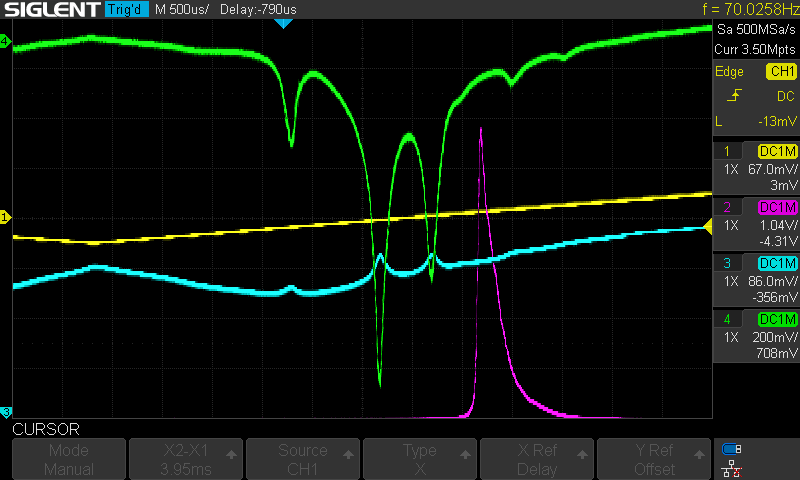 SIGLENT Trig'd M 500us/ Delay:-790us f = 70.0258Hz
Sa 500MSa/s
Curr 3.50Mpts
Edge CH1
DC
L -13mV
1 DC1M
1X 67.0mV/
3mV
2 DC1M
1X 1.04V/
-4.31V
3 DC1M
1X 86.0mV/
-356mV
4 DC1M
1X 200mV/
708mV
4
1
3
CURSOR
Mode
Manual
X2-X1
3.95ms
Source
CH1
Type
X
X Ref
Delay
Y Ref
Offset